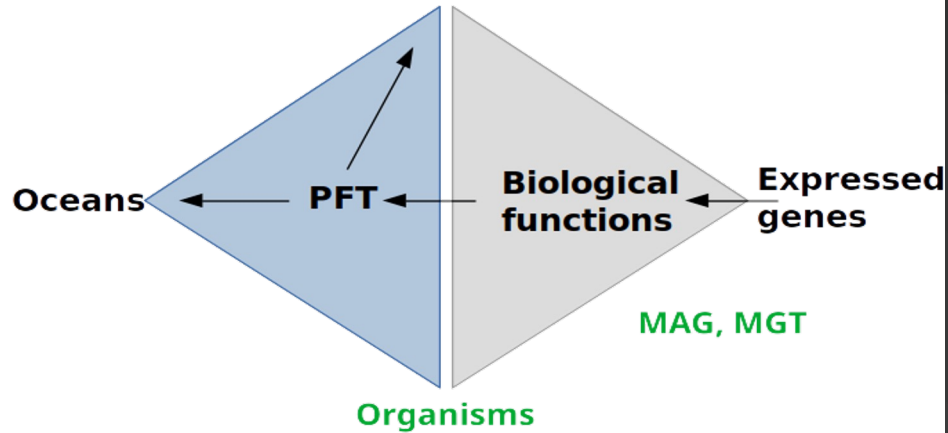 Oceans
PFT
Biological
functions
Expressed
genes
MAG, MGT
Organisms